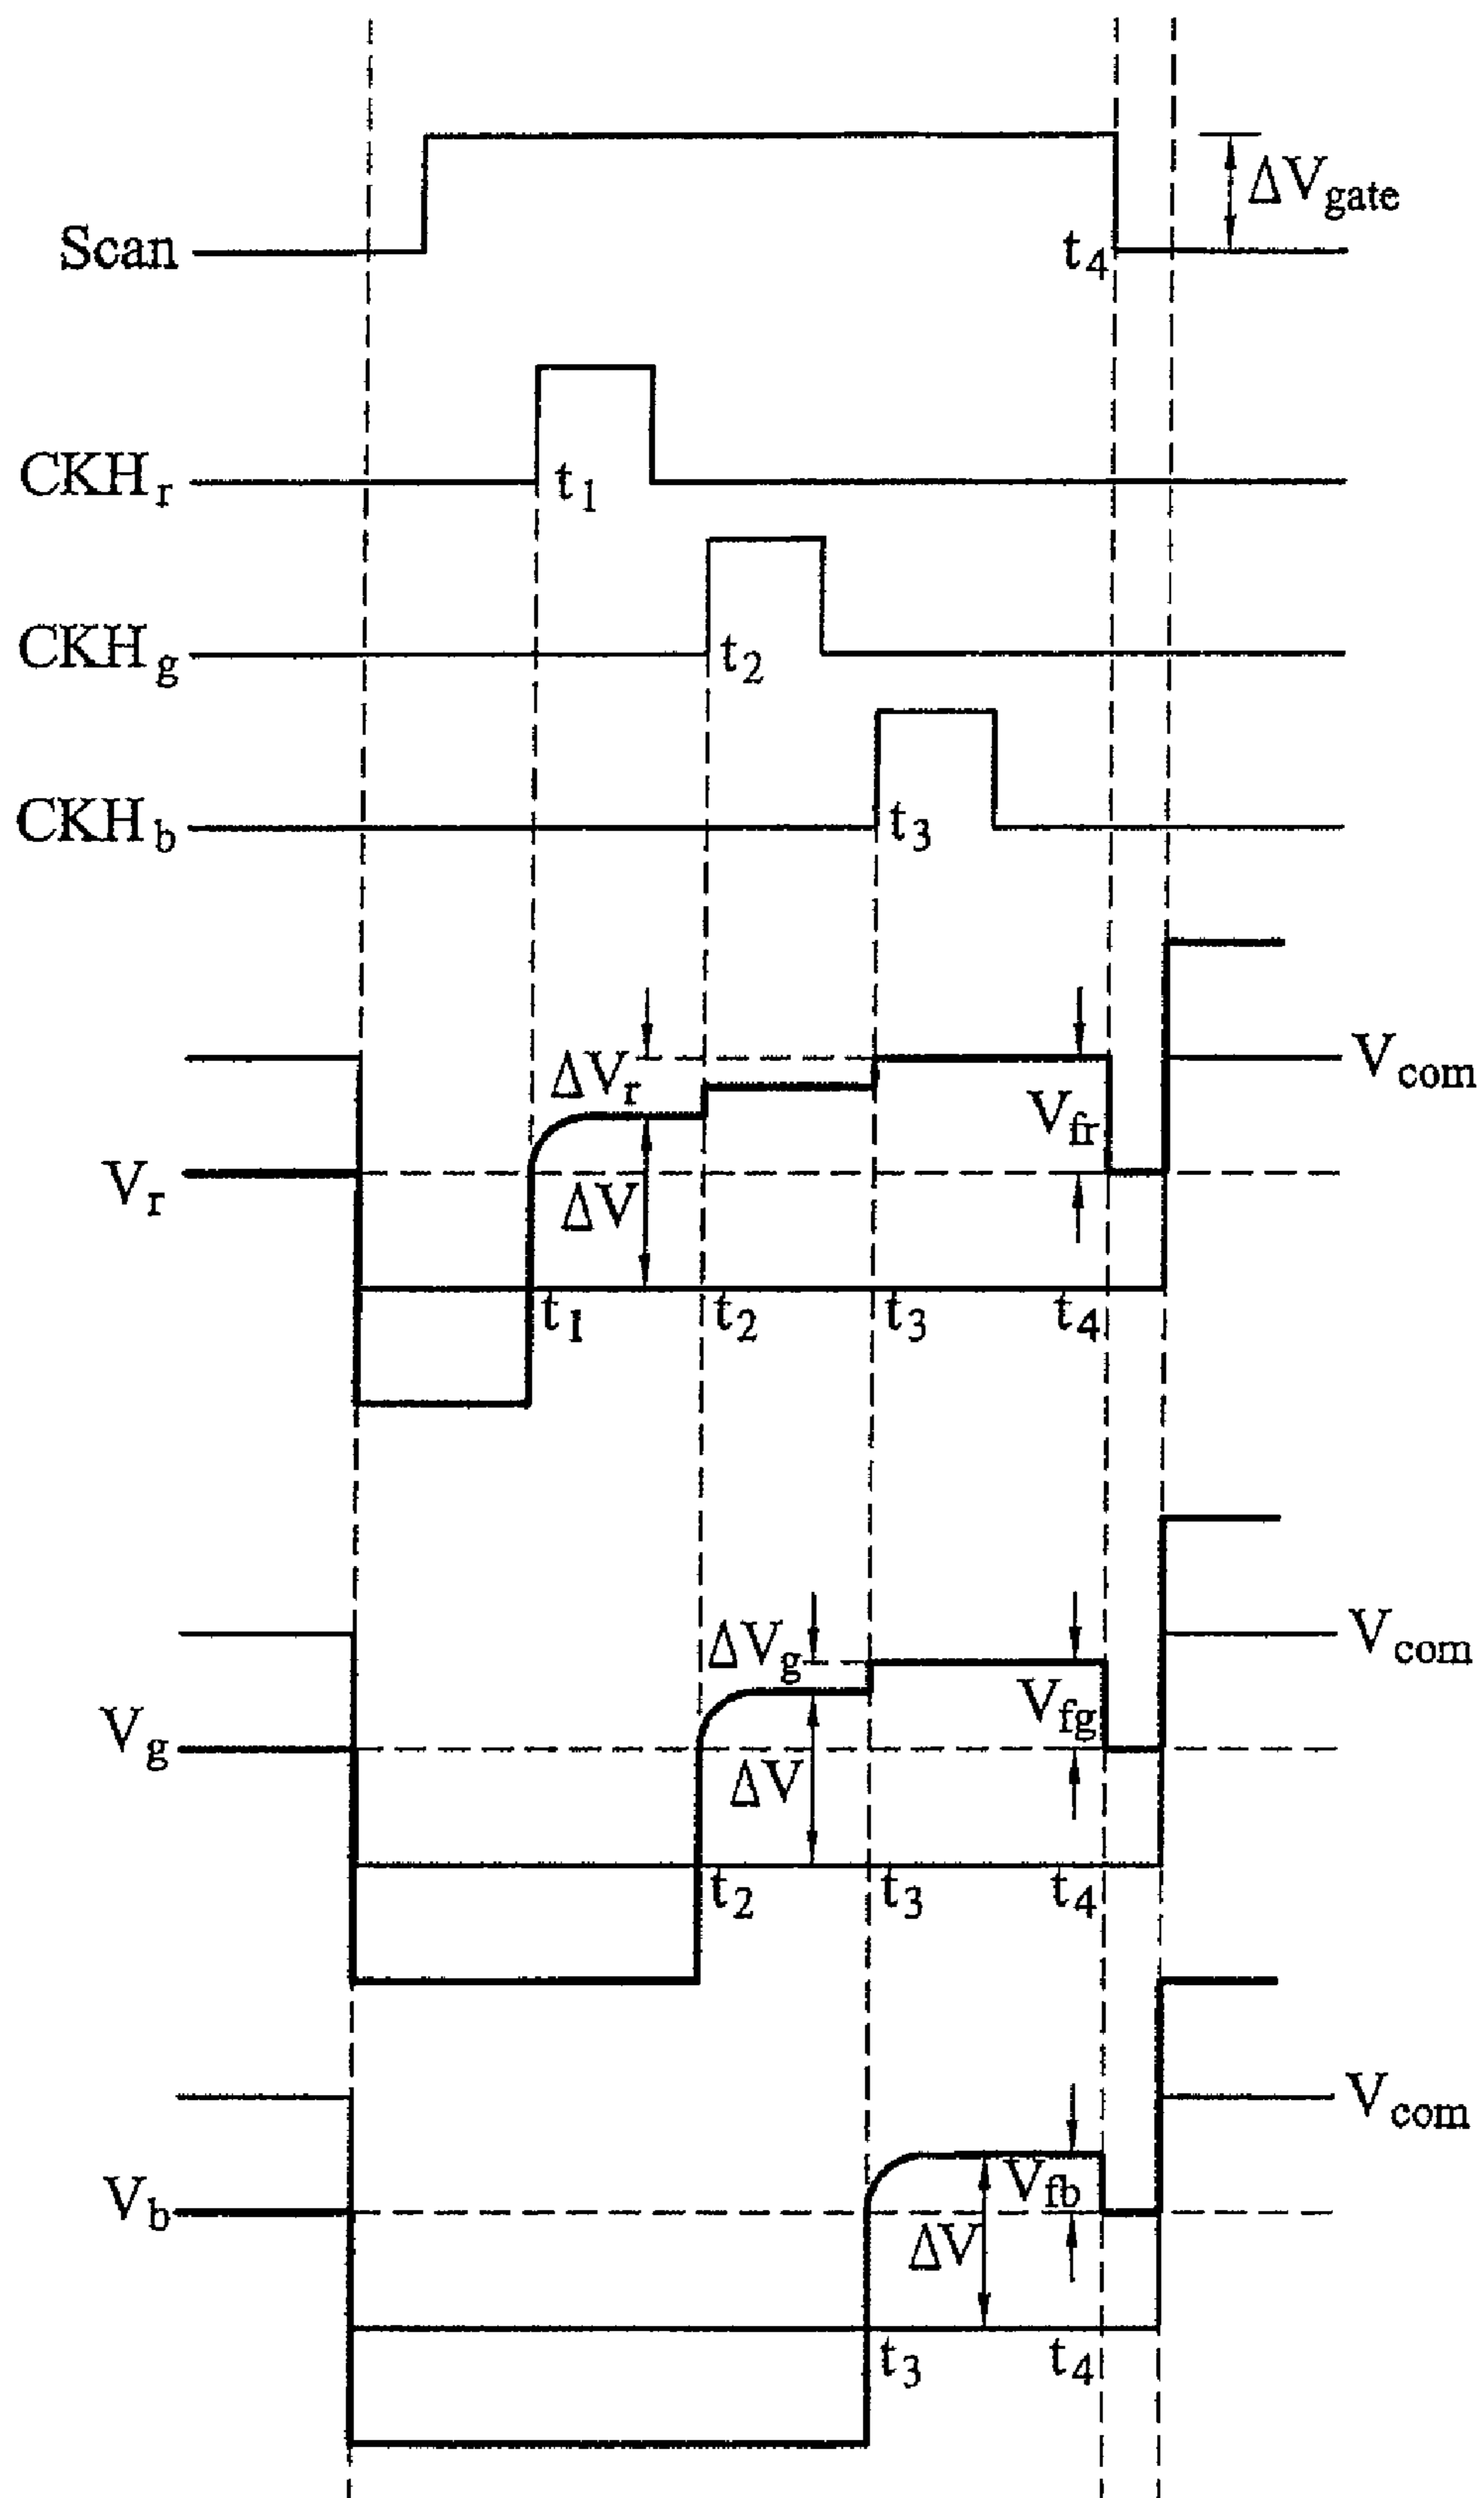 Scan
t4
ΔVgate
CKHr
t1
CKHg
t2
CKHb
t3
ΔVr
Vfr
Vcom
Vr
ΔV
t1 t2 t3 t4
ΔVg
Vfg
Vcom
Vg
ΔV
t2 t3 t4
Vcom
Vfb
Vb
ΔV
t3 t4